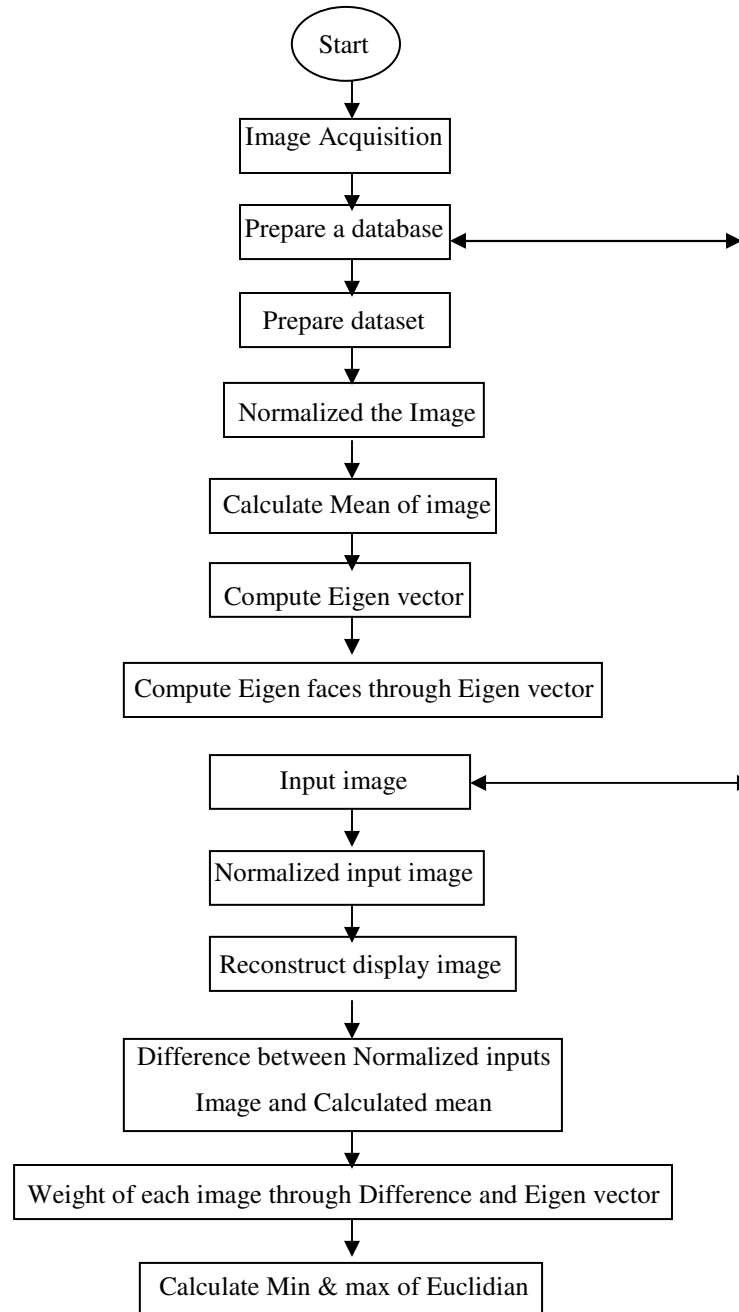 Start
Image Acquisition
Prepare a database
Prepare dataset
Normalized the Image
Calculate Mean of image
Compute Eigen vector
Compute Eigen faces through Eigen vector
Input image
Normalized input image
Reconstruct display image
Difference between Normalized inputs
Image and Calculated mean
Weight of each image through Difference and Eigen vector
Calculate Min & max of Euclidian